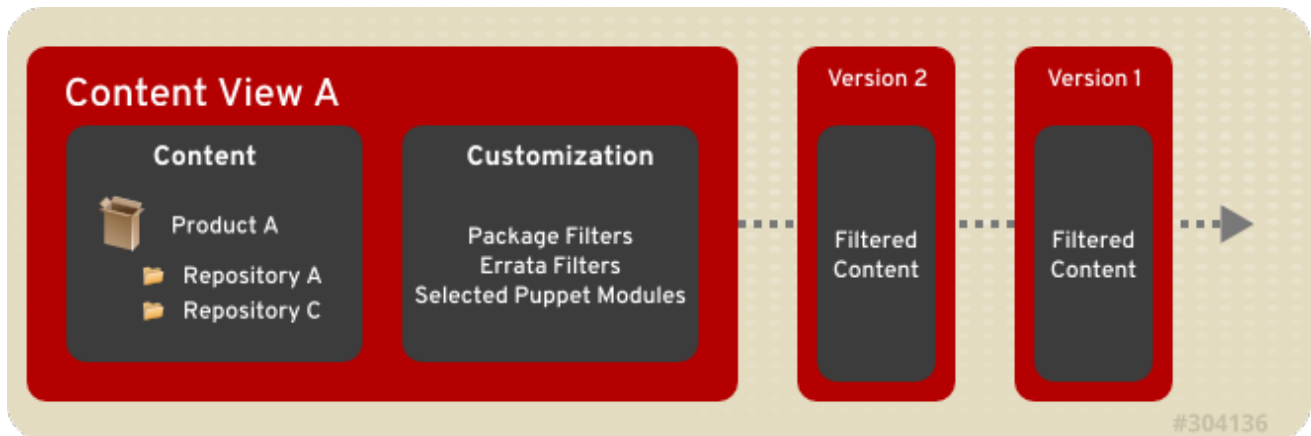 Content View A
Content
Product A
Repository A
Repository C
Customization
Package Filters
Errata Filters
Selected Puppet Modules
Version 2
Filtered
Content
Version 1
Filtered
Content
#304136